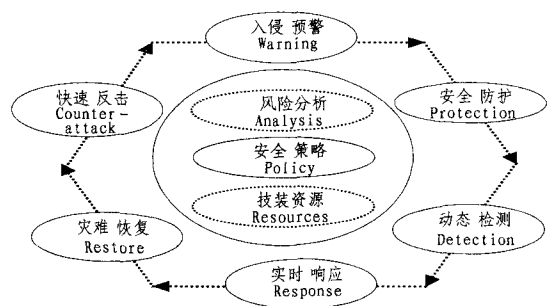 入侵 预警
Warning
快速 反击
Counter-
attack
风险分析
Analysis
安全 防护
Protection
安全 策略
Policy
技装资源
Resources
灾难 恢复
Restore
动态 检测
Detection
实时 响应
Response